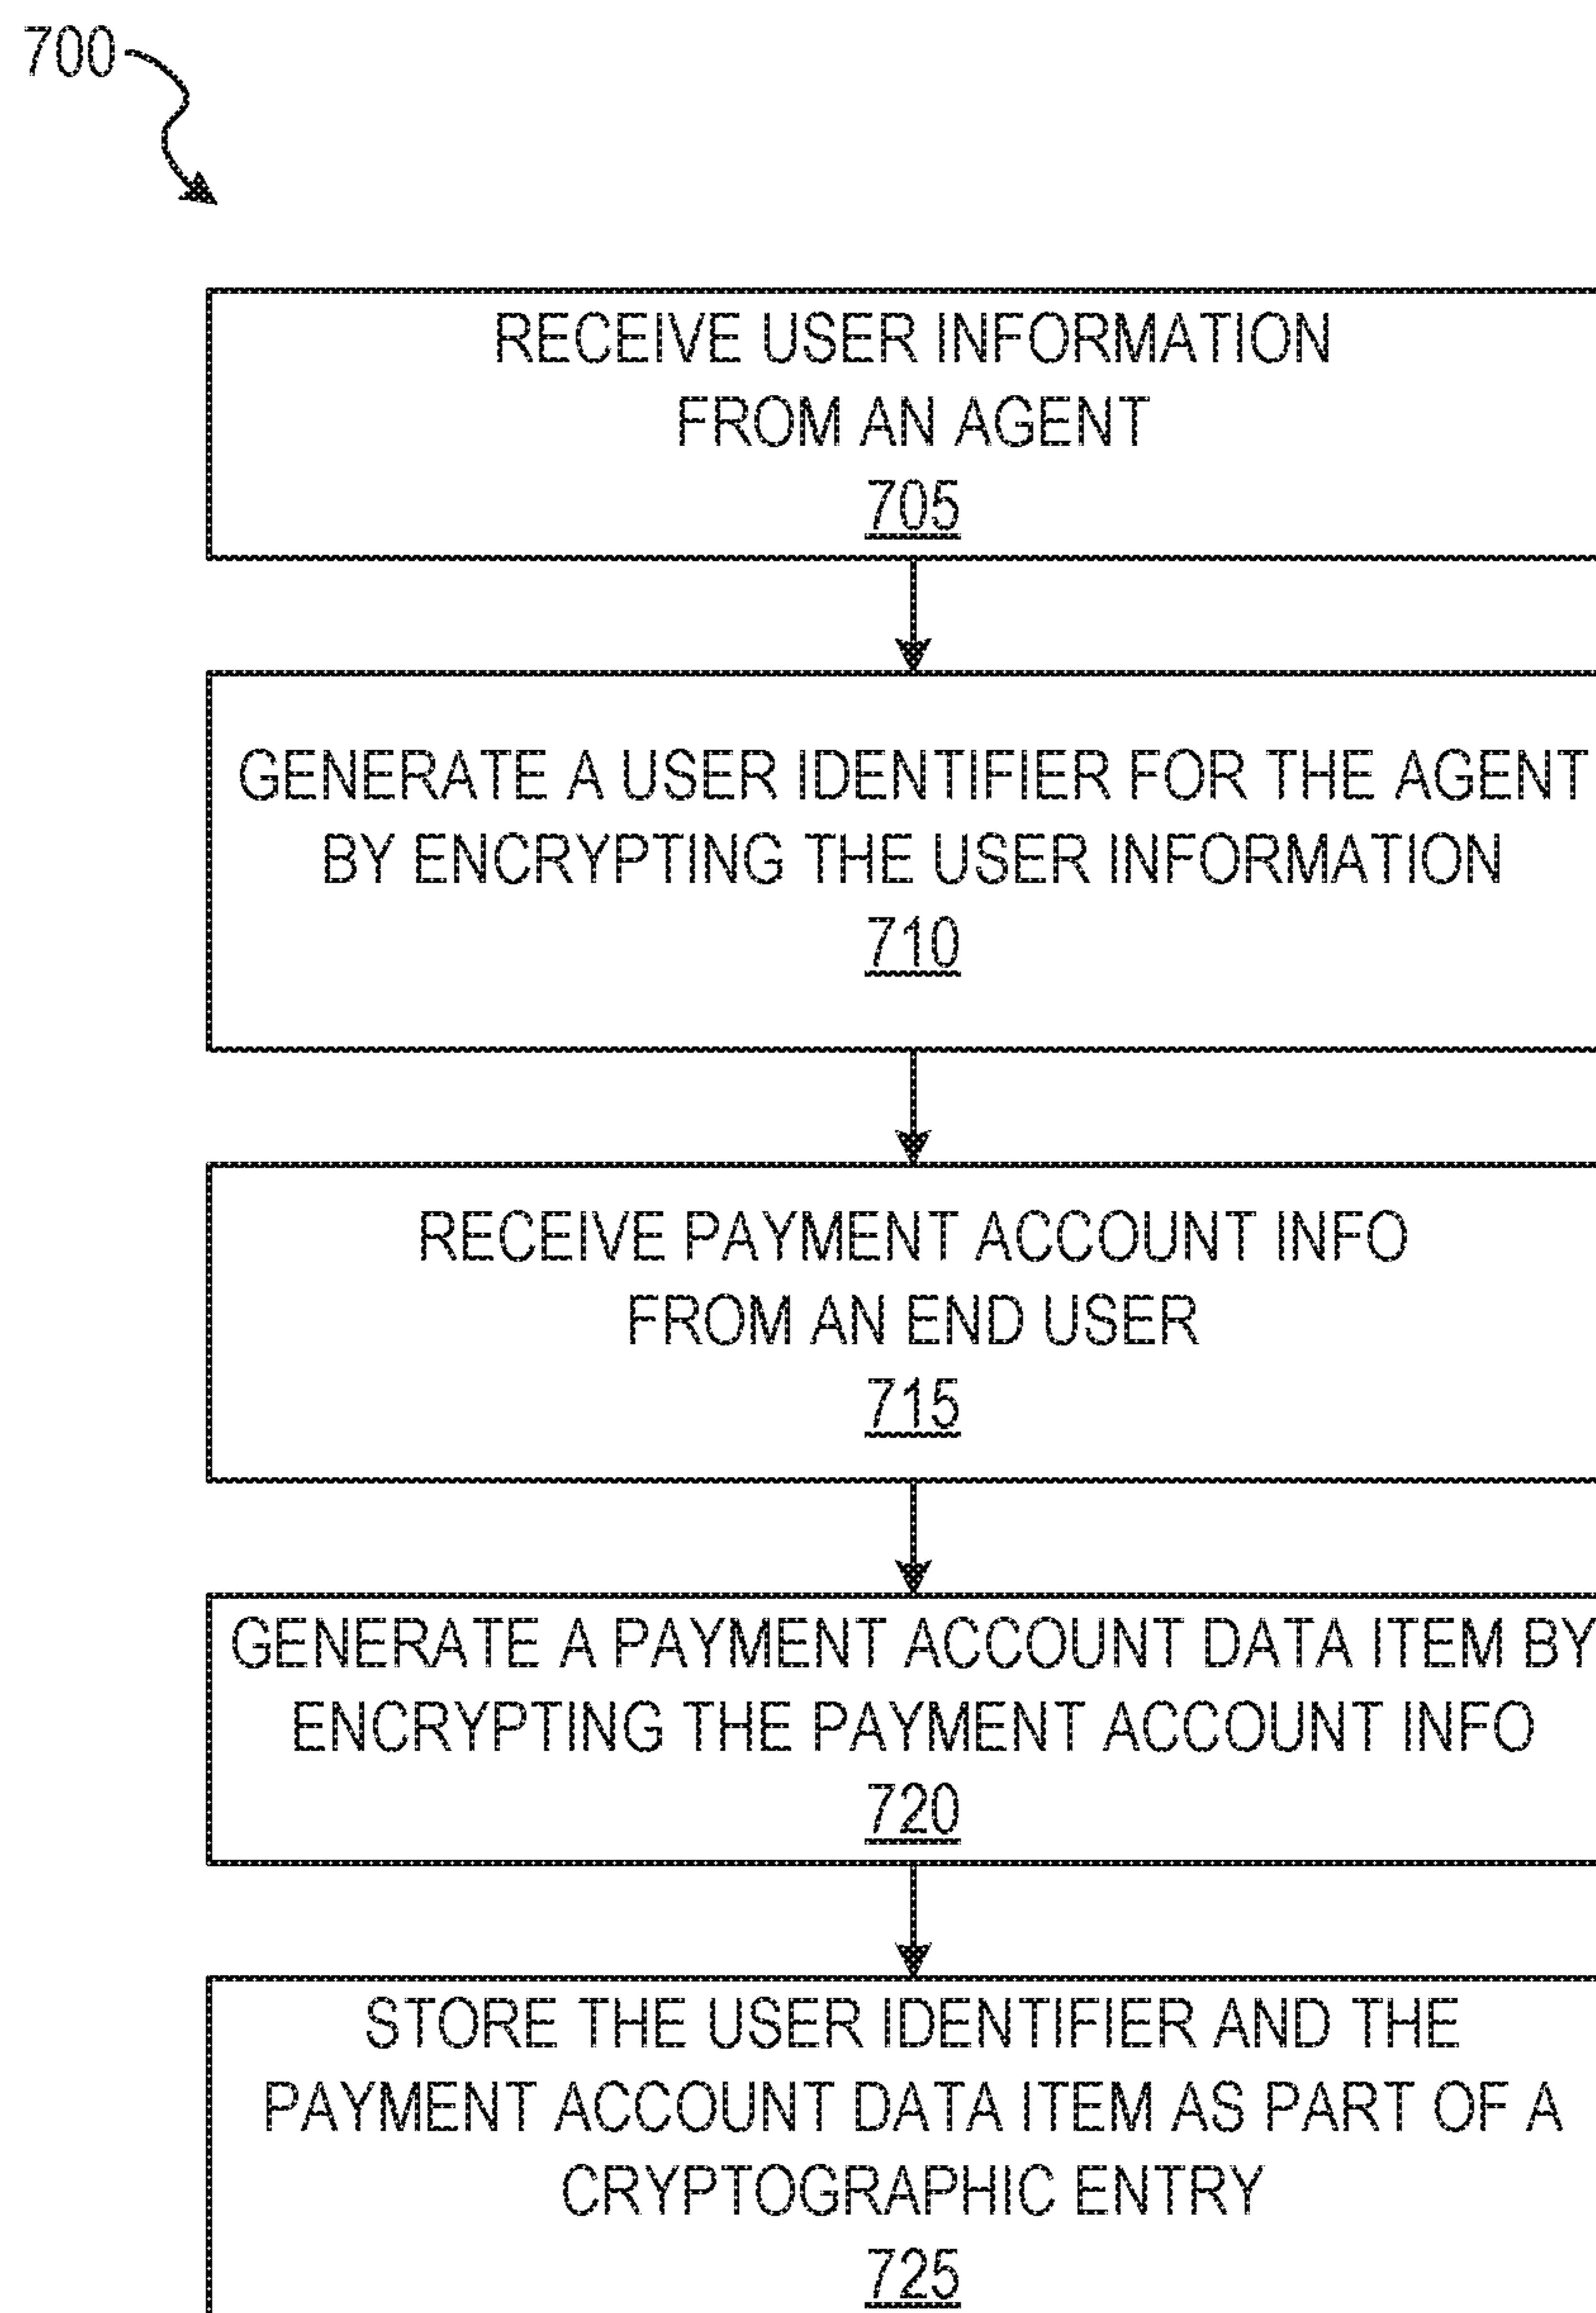 700
RECEIVE USER INFORMATION
FROM AN AGENT
705
GENERATE A USER IDENTIFIER FOR THE AGENT
BY ENCRYPTING THE USER INFORMATION
710
RECEIVE PAYMENT ACCOUNT INFO
FROM AN END USER
715
GENERATE A PAYMENT ACCOUNT DATA ITEM BY
ENCRYPTING THE PAYMENT ACCOUNT INFO
720
STORE THE USER IDENTIFIER AND THE
PAYMENT ACCOUNT DATA ITEM AS PART OF A
CRYPTOGRAPHIC ENTRY
725